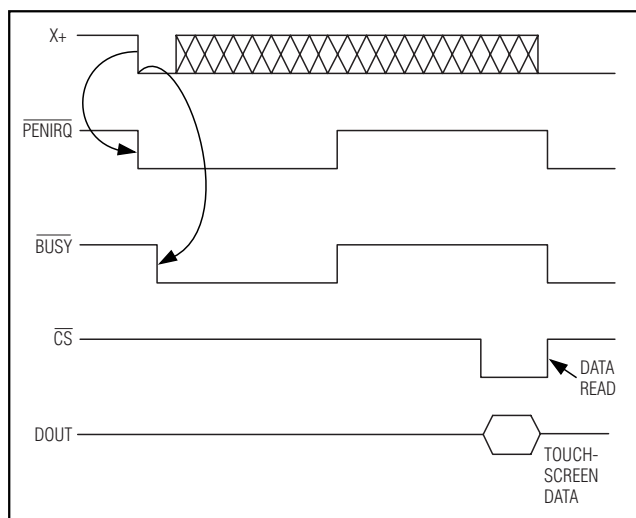 X+
PENIRQ
BUSY
CS
DATA
READ
DOUT
TOUCH-
SCREEN
DATA